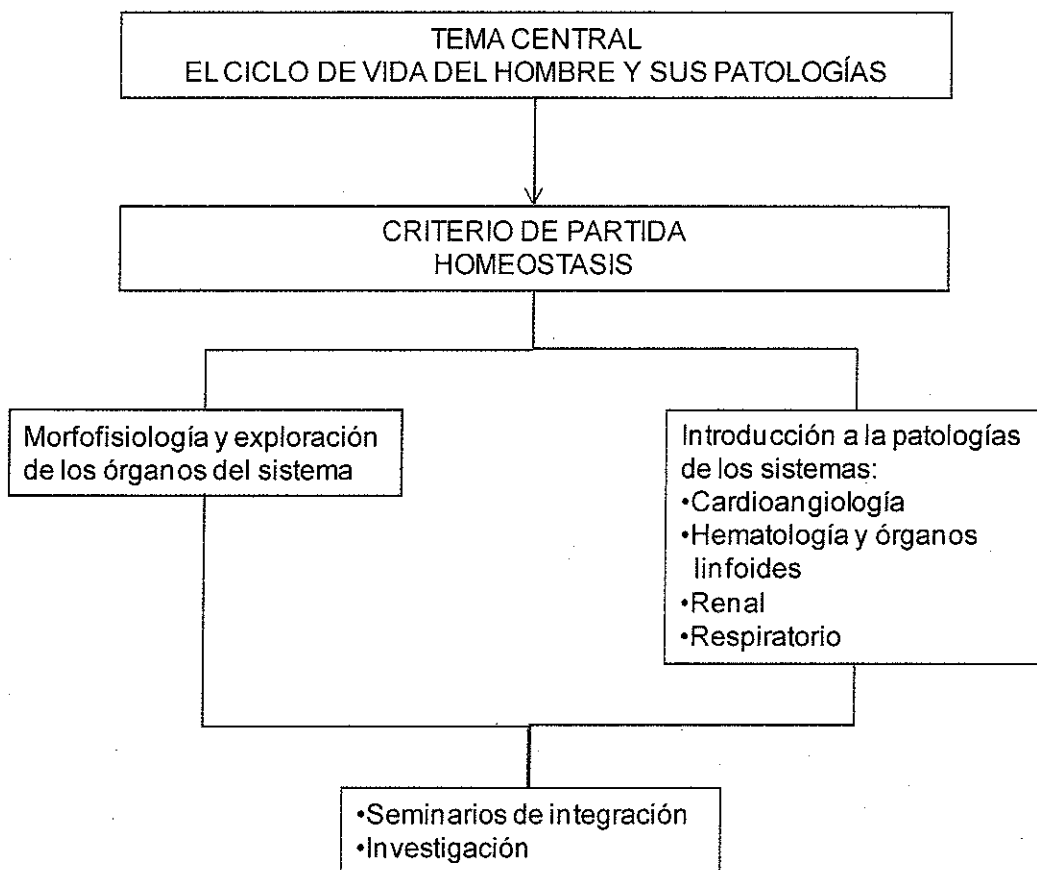 TEMA CENTRAL
EL CICLO DE VIDA DEL HOMBRE Y SUS PATOLOGÍAS
CRITERIO DE PARTIDA
HOMEOSTASIS
Morfofisiología y exploración
de los órganos del sistema
Introducción a la patologías
de los sistemas:
•Cardioangiología
•Hematología y órganos
linfoides
•Renal
•Respiratorio
•Seminarios de integración
•Investigación